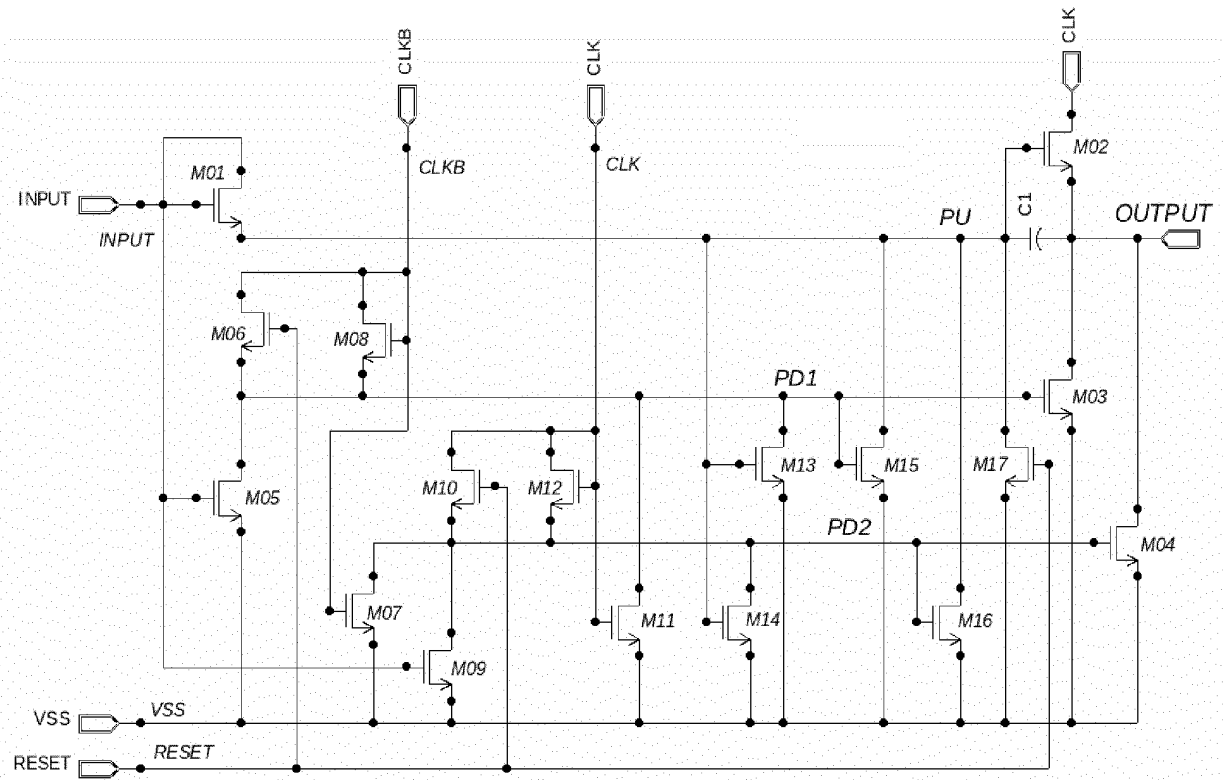 CLKB
CLK
CLK
M01
CLKB
CLK
M02
INPUT
INPUT
PU
C1
OUTPUT
M06
M08
PD1
M03
M05
M10
M12
M13
M15
M17
PD2
M04
M07
M11
M14
M16
M09
VSS
VSS
RESET
RESET